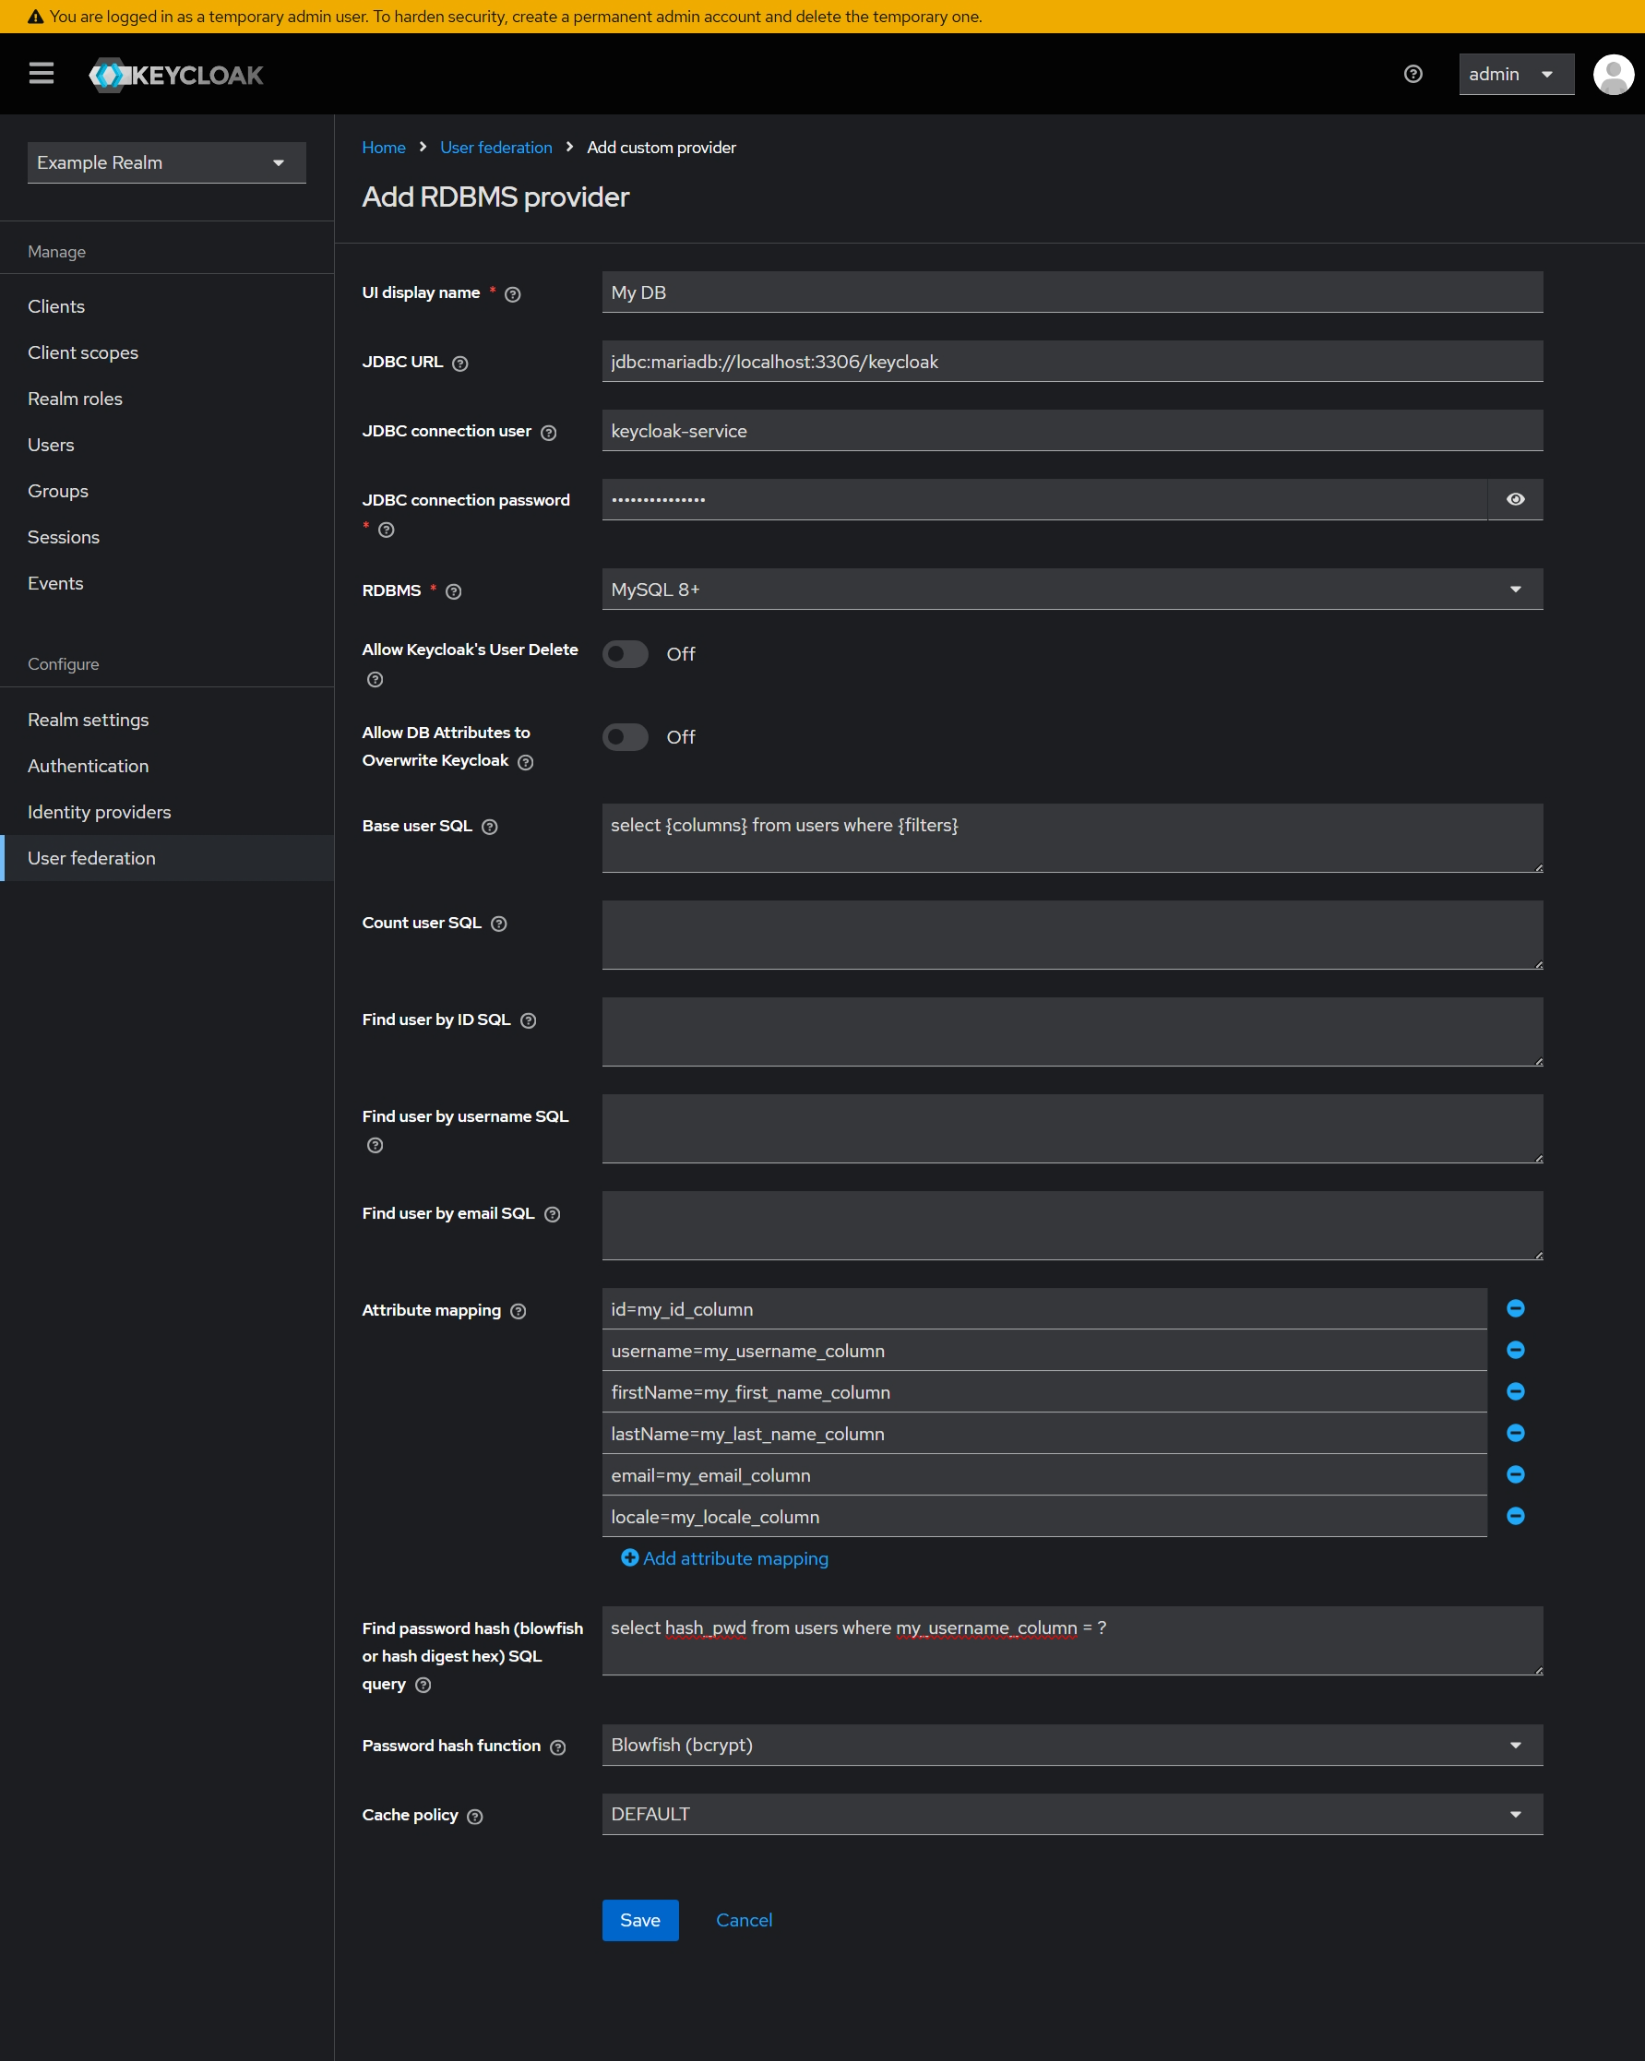 You are logged in as a temporary admin user. To harden security, create a permanent admin account and delete the temporary one.
KEYCLOAK
admin
Example Realm
Manage
Clients
Client scopes
Realm roles
Users
Groups
Sessions
Events
Configure
Realm settings
Authentication
Identity providers
User federation
Home > User federation > Add custom provider
Add RDBMS provider
UI display name *
My DB
JDBC URL
jdbc:mariadb://localhost:3306/keycloak
JDBC connection user
keycloak-service
JDBC connection password
*
•••••••••••••••
RDBMS *
MySQL 8+
Allow Keycloak's User Delete
Off
Allow DB Attributes to
Overwrite Keycloak
Off
Base user SQL
select {columns} from users where {filters}
Count user SQL
Find user by ID SQL
Find user by username SQL
Find user by email SQL
Attribute mapping
id=my_id_column
username=my_username_column
firstName=my_first_name_column
lastName=my_last_name_column
email=my_email_column
locale=my_locale_column
Add attribute mapping
Find password hash (blowfish
or hash digest hex) SQL
query
select hash_pwd from users where my_username_column = ?
Password hash function
Blowfish (bcrypt)
Cache policy
DEFAULT
Save
Cancel